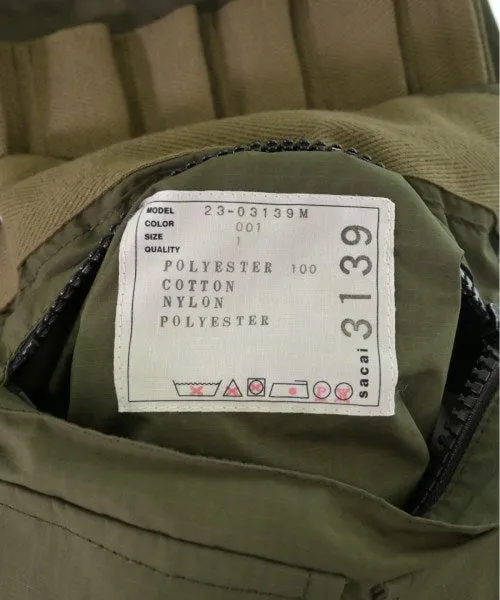 MODEL 23-03139M
COLOR 001
SIZE 1
QUALITY
POLYESTER 100
COTTON
NYLON
POLYESTER
P P
sacai 3139